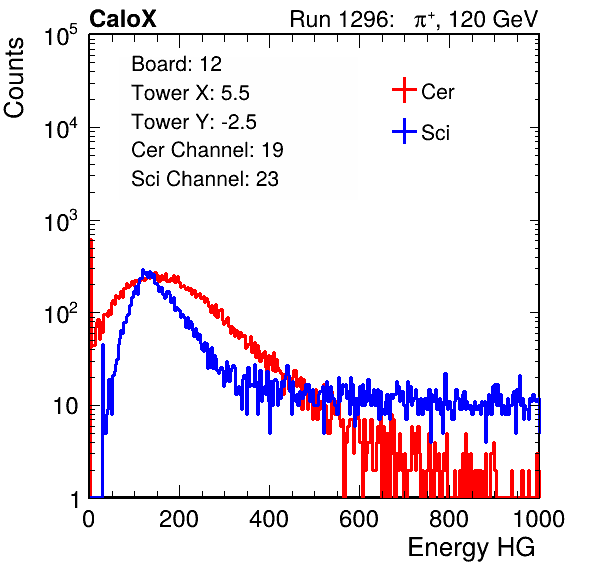 CaloX Run 1296: π⁺, 120 GeV
Counts
10⁵
10⁴
10³
10²
10
1
Board: 12
Tower X: 5.5
Tower Y: -2.5
Cer Channel: 19
Sci Channel: 23
Cer
Sci
0 200 400 600 800 1000
Energy HG